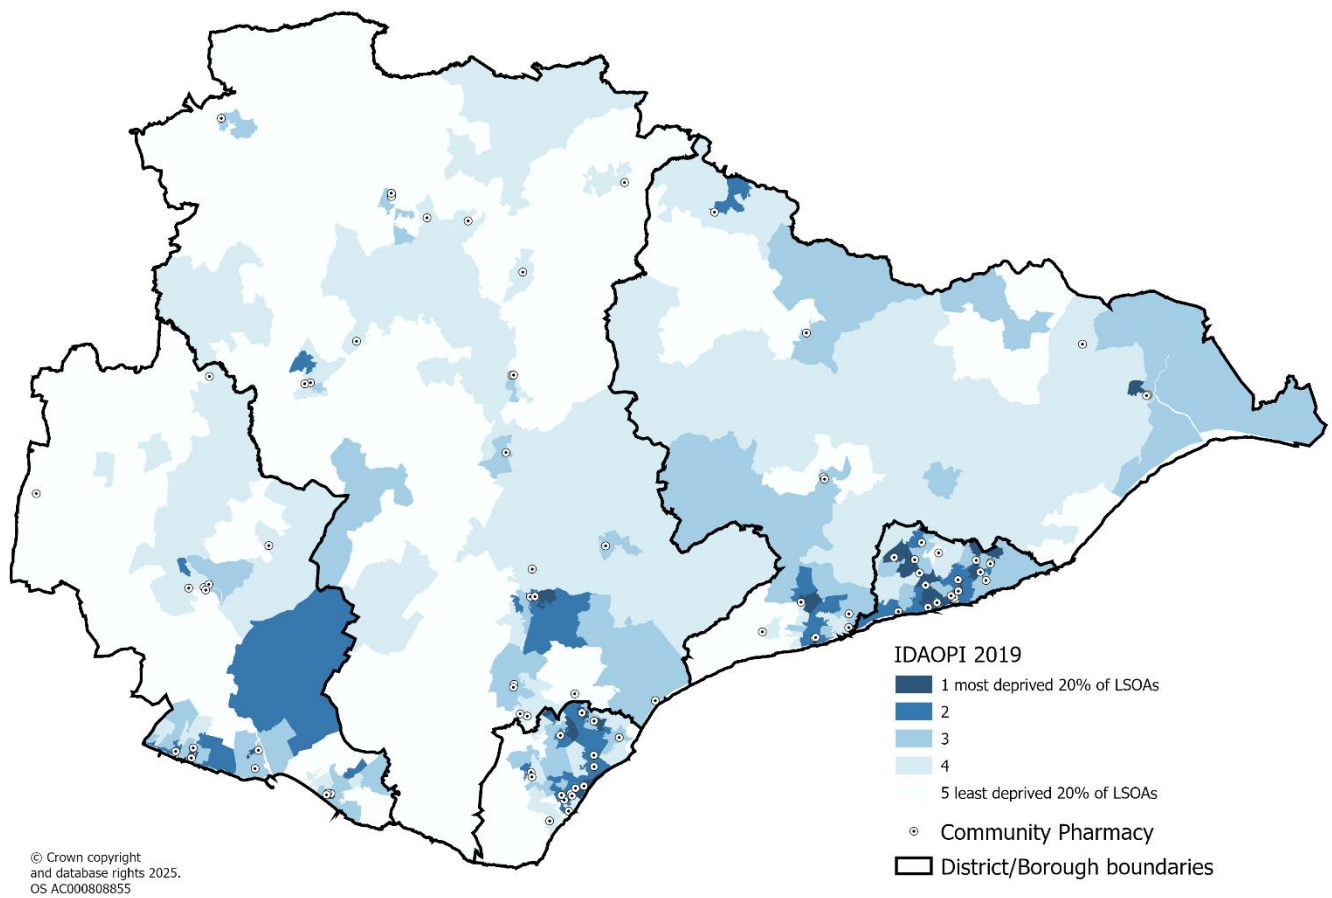 IDAOPI 2019
1 most deprived 20% of LSOAs
2
3
4
5 least deprived 20% of LSOAs
Community Pharmacy
District/Borough boundaries
© Crown copyright
and database rights 2025.
OS AC000808855